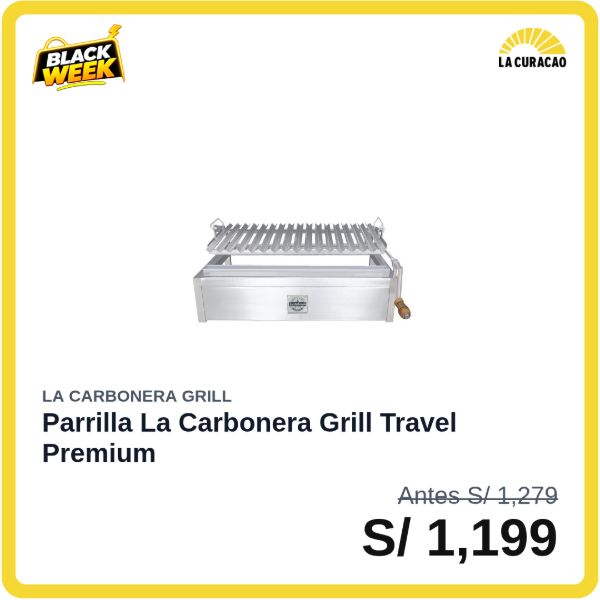 BLACK
WEEK
LA CURACAO
LA CARBONERA GRILL
Parrilla La Carbonera Grill Travel
Premium
Antes S/ 1,279
S/ 1,199